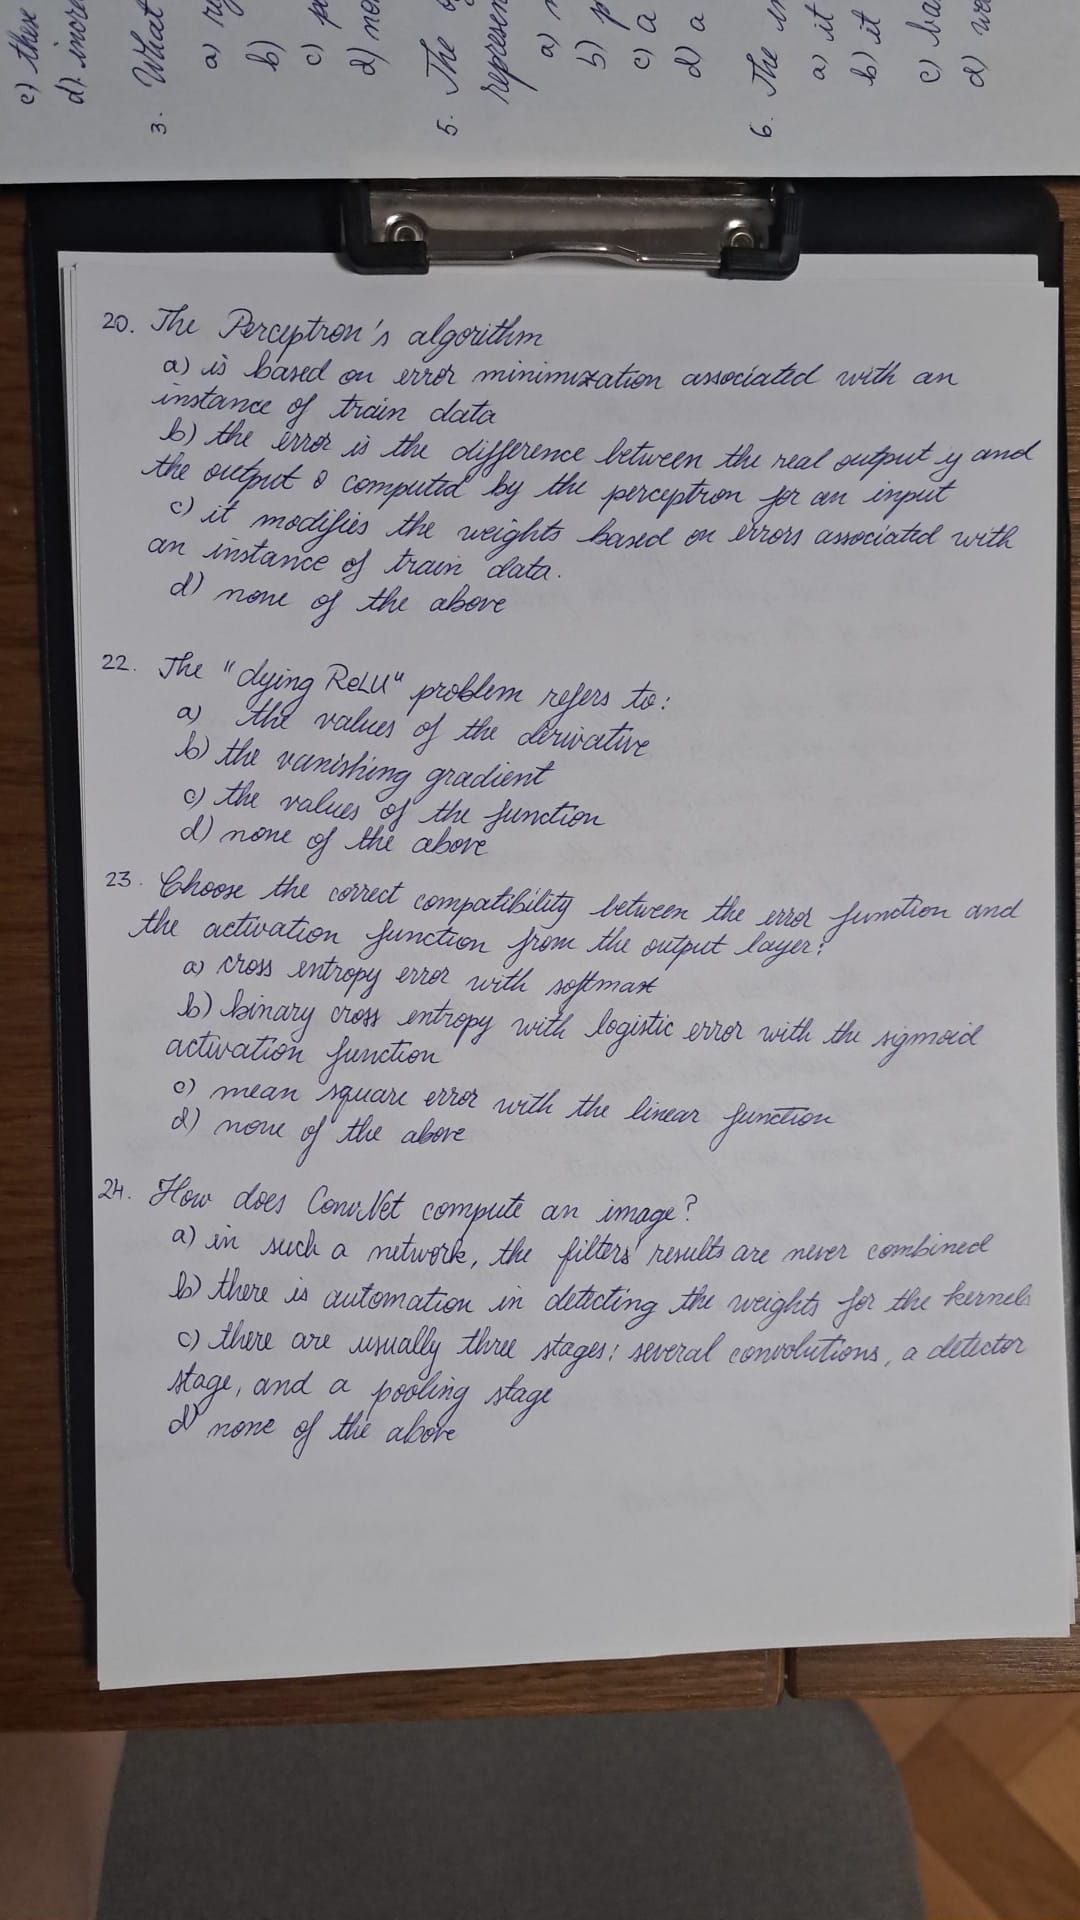 c) these
d) incre
3. What
a) re
b)
c) pe
d) no
5. The
represen
a)
b) p
c) a
d) a
6. The in
a) it
b) it
c) ba
d) we
20. The Perceptron's algorithm
a) is based on error minimization associated with an
instance of train data
b) the error is the difference between the real output y and
the output o computed by the perceptron for an input
c) it modifies the weights based on errors associated with
an instance of train data.
d) none of the above
22. The "dying ReLU" problem refers to:
a) the values of the derivative
b) the vanishing gradient
c) the values of the function
d) none of the above
23. Choose the correct compatibility between the error function and
the activation function from the output layer:
a) cross entropy error with softmax
b) binary cross entropy with logistic error with the sigmoid
activation function
c) mean square error with the linear function
d) none of the above
24. How does ConvNet compute an image?
a) in such a network, the filters' results are never combined
b) there is automation in detecting the weights for the kernels
c) there are usually three stages: several convolutions, a detector
stage, and a pooling stage
d) none of the above